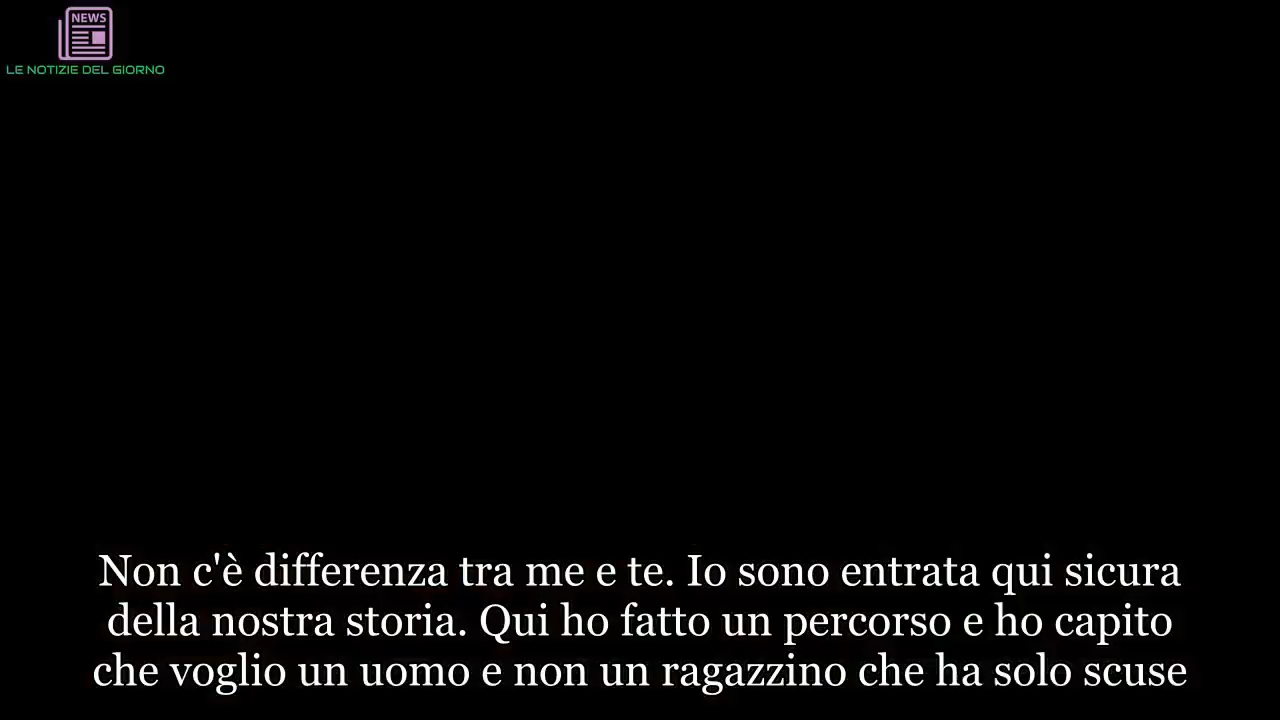 NEWS
LE NOTIZIE DEL GIORNO
Non c'è differenza tra me e te. Io sono entrata qui sicura
della nostra storia. Qui ho fatto un percorso e ho capito
che voglio un uomo e non un ragazzino che ha solo scuse